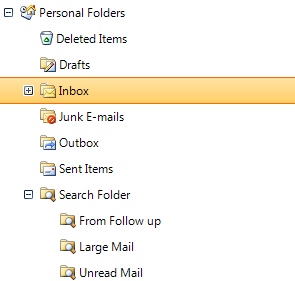 Personal Folders
Deleted Items
Drafts
Inbox
Junk E-mails
Outbox
Sent Items
Search Folder
From Follow up
Large Mail
Unread Mail